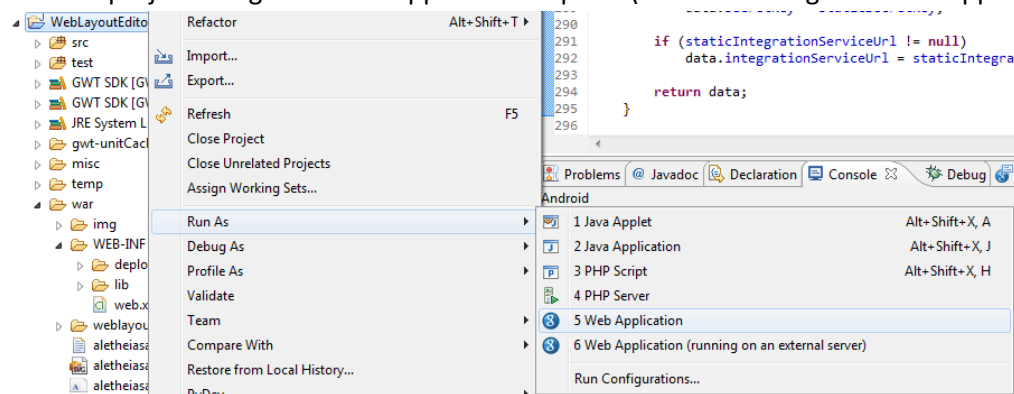 WebLayoutEdito
src
test
GWT SDK [GW
GWT SDK [GW
JRE System L
gwt-unitCac
misc
temp
war
img
WEB-INF
deplo
lib
web.x
weblayou
aletheiasa
aletheiasa
aletheiasa
Refactor Alt+Shift+T
Import...
Export...
Refresh F5
Close Project
Close Unrelated Projects
Assign Working Sets...
Run As
Debug As
Profile As
Validate
Team
Compare With
Restore from Local History...
PyDev
290
291 if (staticIntegrationServiceUrl != null)
292 data.integrationServiceUrl = staticIntegra
293
294 return data;
295 }
296
Problems @ Javadoc Declaration Console Debug
Android
1 Java Applet Alt+Shift+X, A
2 Java Application Alt+Shift+X, J
3 PHP Script Alt+Shift+X, H
4 PHP Server
5 Web Application
6 Web Application (running on an external server)
Run Configurations...